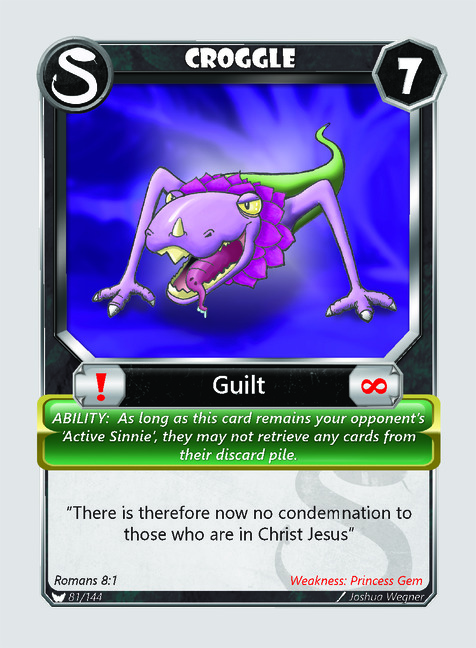 S
CROGGLE
7
!
Guilt
∞
ABILITY: As long as this card remains your opponent's
'Active Sinnie', they may not retrieve any cards from
their discard pile.
"There is therefore now no condemnation to
those who are in Christ Jesus"
Romans 8:1
Weakness: Princess Gem
81/144
Joshua Wegner